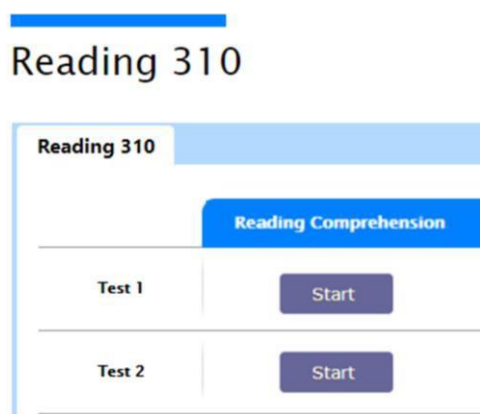 Reading 310
Reading 310
Reading Comprehension
Test 1 Start
Test 2 Start